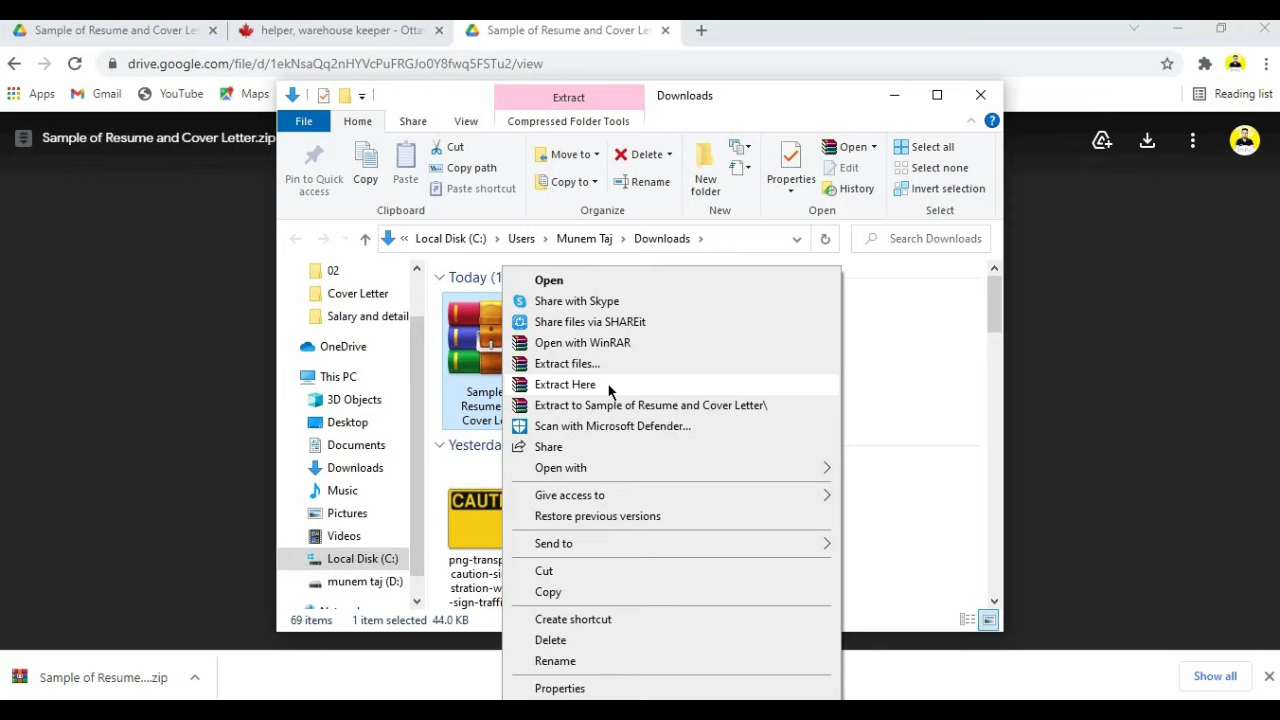 Sample of Resume and Cover Let
helper, warehouse keeper - Otta
Sample of Resume and Cover Le
drive.google.com/file/d/1ekNsaQq2nHYVcPuFRGJo0Y8fwq5FSTu2/view
Apps
Gmail
YouTube
Maps
Reading list
Sample of Resume and Cover Letter.zip
Extract
Downloads
File
Home
Share
View
Compressed Folder Tools
Pin to Quick access
Copy
Paste
Cut
Copy path
Paste shortcut
Clipboard
Move to
Copy to
Delete
Rename
Organize
New folder
New
Properties
Open
Edit
History
Open
Select all
Select none
Invert selection
Select
« Local Disk (C:) › Users › Munem Taj › Downloads ›
Search Downloads
02
Cover Letter
Salary and detail
OneDrive
This PC
3D Objects
Desktop
Documents
Downloads
Music
Pictures
Videos
Local Disk (C:)
munem taj (D:)
Today (1
Sample
Resume
Cover Le
Yesterda
CAUTI
png-transp
caution-si
stration-w
-sign-traffi
Open
Share with Skype
Share files via SHAREit
Open with WinRAR
Extract files...
Extract Here
Extract to Sample of Resume and Cover Letter\
Scan with Microsoft Defender...
Share
Open with
Give access to
Restore previous versions
Send to
Cut
Copy
Create shortcut
Delete
Rename
Properties
69 items
1 item selected 44.0 KB
Sample of Resume....zip
Show all